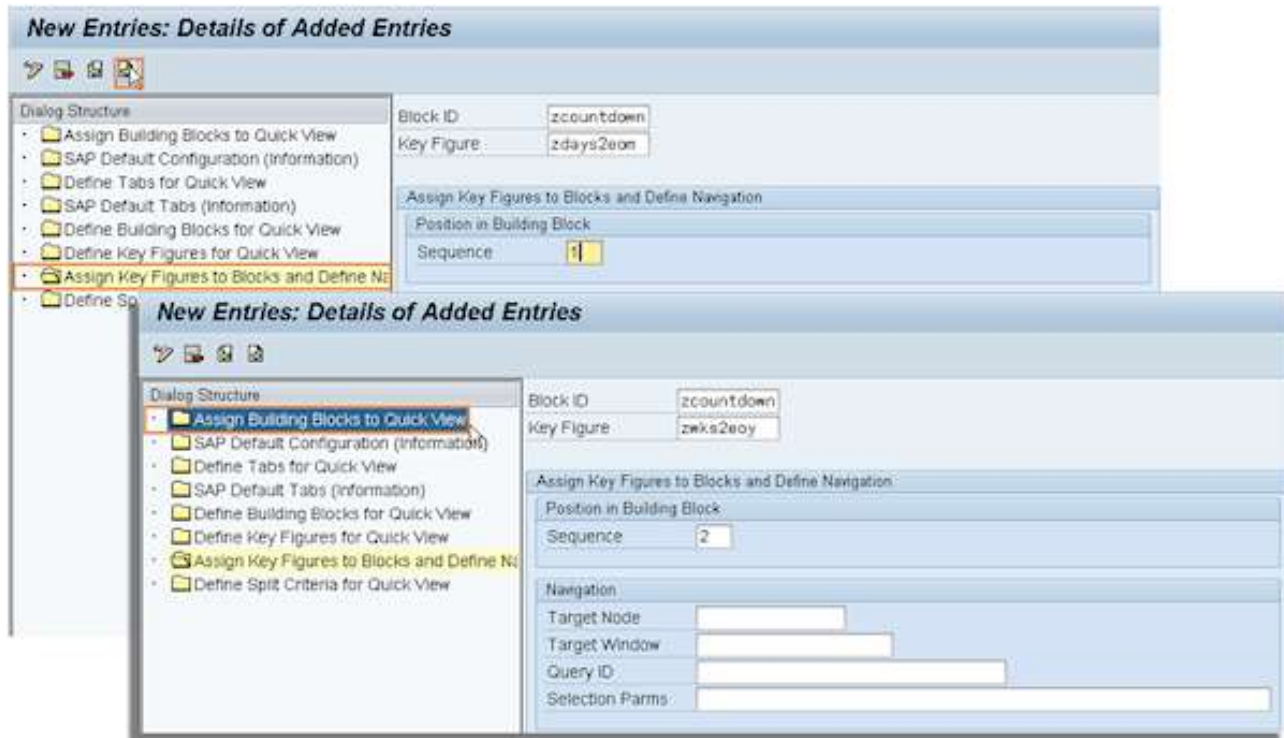 New Entries: Details of Added Entries
Dialog Structure
Assign Building Blocks to Quick View
SAP Default Configuration (Information)
Define Tabs for Quick View
SAP Default Tabs (Information)
Define Building Blocks for Quick View
Define Key Figures for Quick View
Assign Key Figures to Blocks and Define Na
Define Sp
Block ID zcountdown
Key Figure zdays2eom
Assign Key Figures to Blocks and Define Navigation
Position in Building Block
Sequence 1
New Entries: Details of Added Entries
Dialog Structure
Assign Building Blocks to Quick View
SAP Default Configuration (Information)
Define Tabs for Quick View
SAP Default Tabs (Information)
Define Building Blocks for Quick View
Define Key Figures for Quick View
Assign Key Figures to Blocks and Define Na
Define Split Criteria for Quick View
Block ID zcountdown
Key Figure zwks2eoy
Assign Key Figures to Blocks and Define Navigation
Position in Building Block
Sequence 2
Navigation
Target Node
Target Window
Query ID
Selection Parms